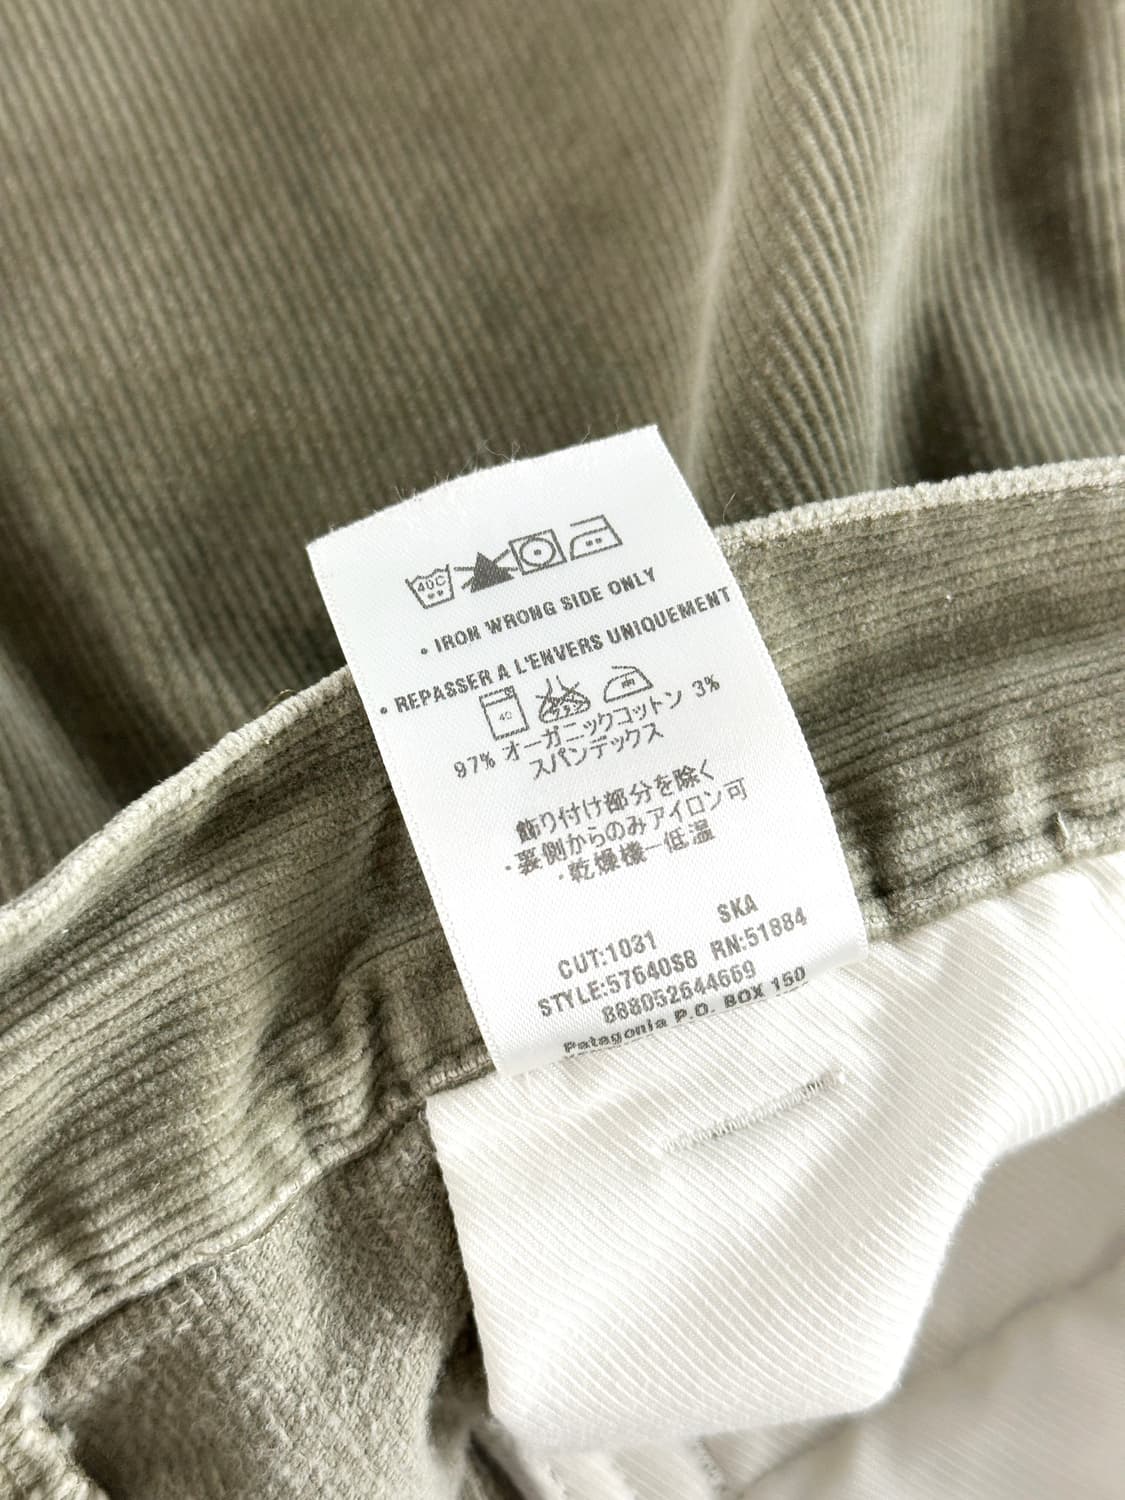 40C
• IRON WRONG SIDE ONLY
• REPASSER A L'ENVERS UNIQUEMENT
40
97% オーガニックコットン 3%
スパンデックス
飾り付け部分を除く
・裏側からのみアイロン可
・乾燥機ー低温
SKA
CUT:1031
STYLE:57640S8 RN:51884
888052644669
Patagonia P.O. BOX 150